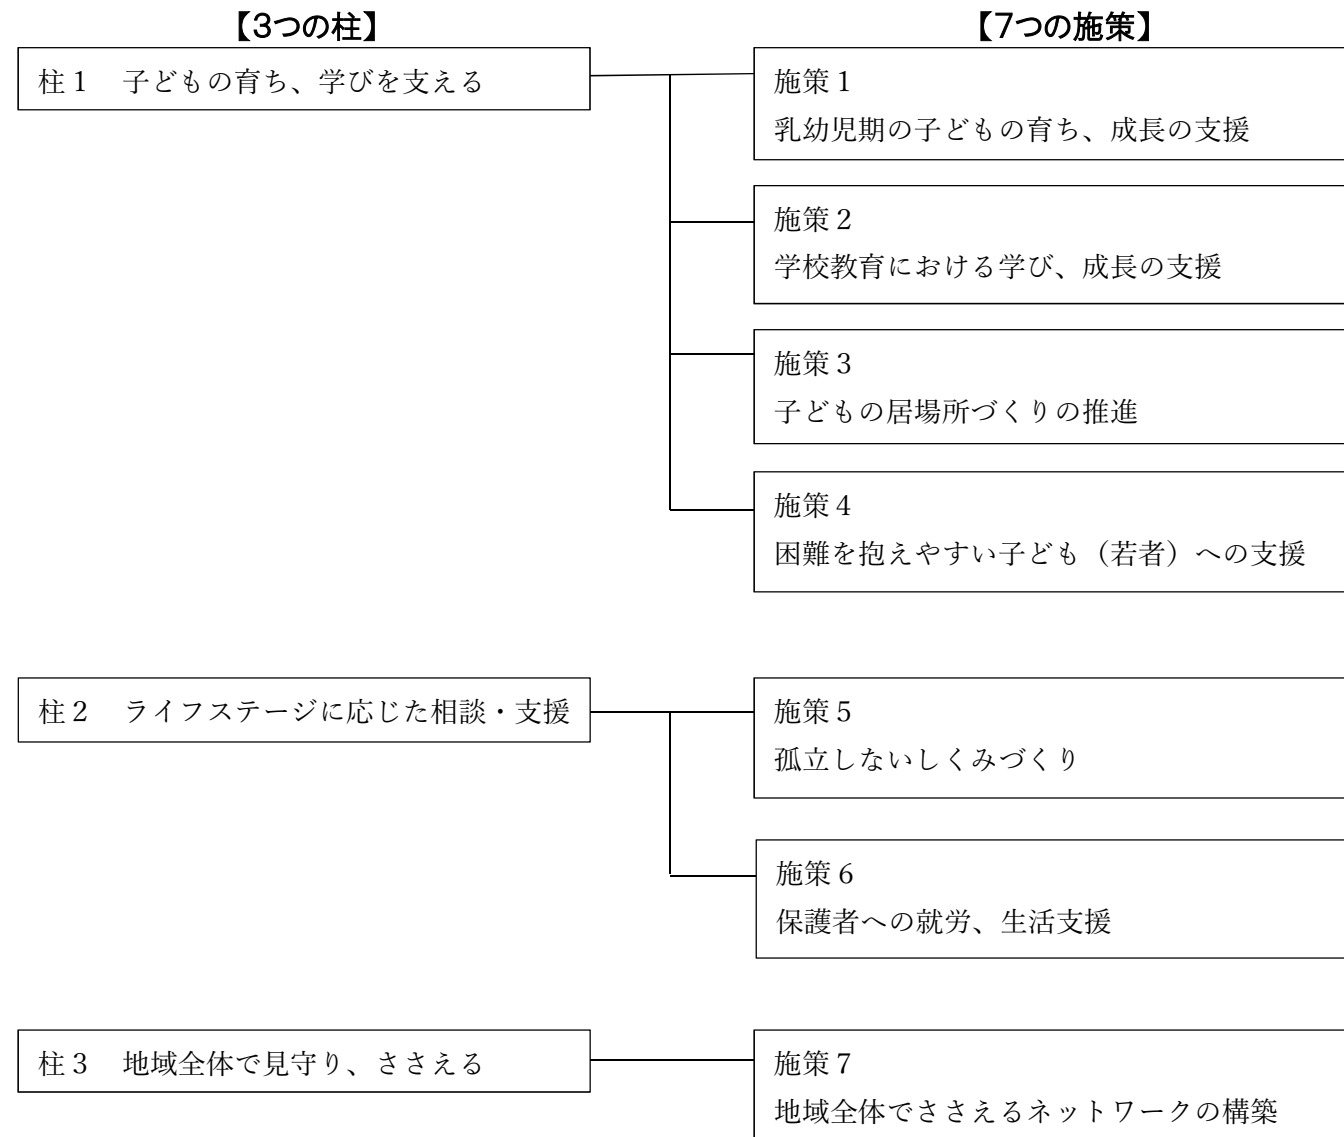 【3つの柱】
【7つの施策】
柱１　子どもの育ち、学びを支える
施策１
乳幼児期の子どもの育ち、成長の支援
施策２
学校教育における学び、成長の支援
施策３
子どもの居場所づくりの推進
施策４
困難を抱えやすい子ども（若者）への支援
柱２　ライフステージに応じた相談・支援
施策５
孤立しないしくみづくり
施策６
保護者への就労、生活支援
柱３　地域全体で見守り、ささえる
施策７
地域全体でささえるネットワークの構築